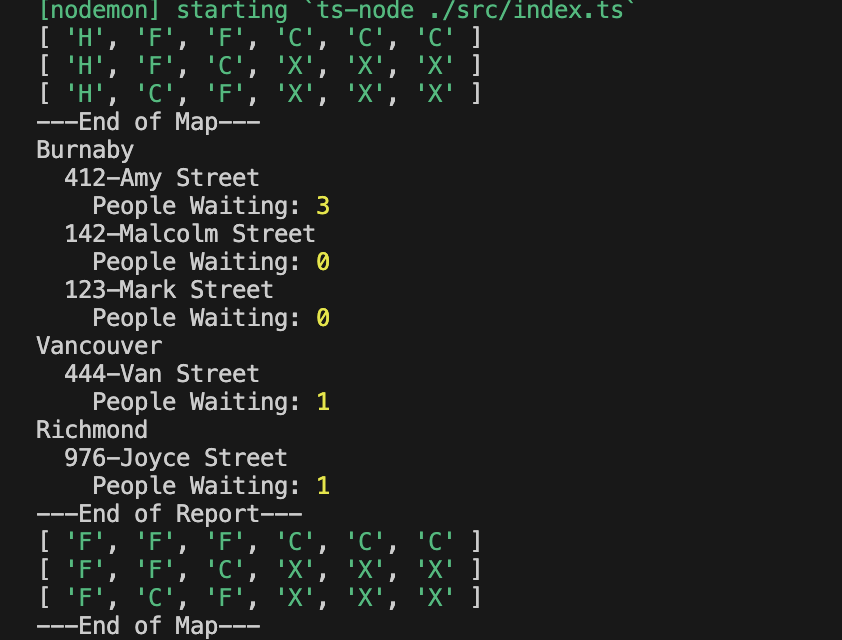 [nodemon] starting `ts-node ./src/index.ts`
[ 'H', 'F', 'F', 'C', 'C', 'C' ]
[ 'H', 'F', 'C', 'X', 'X', 'X' ]
[ 'H', 'C', 'F', 'X', 'X', 'X' ]
---End of Map---
Burnaby
  412-Amy Street
    People Waiting: 3
  142-Malcolm Street
    People Waiting: 0
  123-Mark Street
    People Waiting: 0
Vancouver
  444-Van Street
    People Waiting: 1
Richmond
  976-Joyce Street
    People Waiting: 1
---End of Report---
[ 'F', 'F', 'F', 'C', 'C', 'C' ]
[ 'F', 'F', 'C', 'X', 'X', 'X' ]
[ 'F', 'C', 'F', 'X', 'X', 'X' ]
---End of Map---